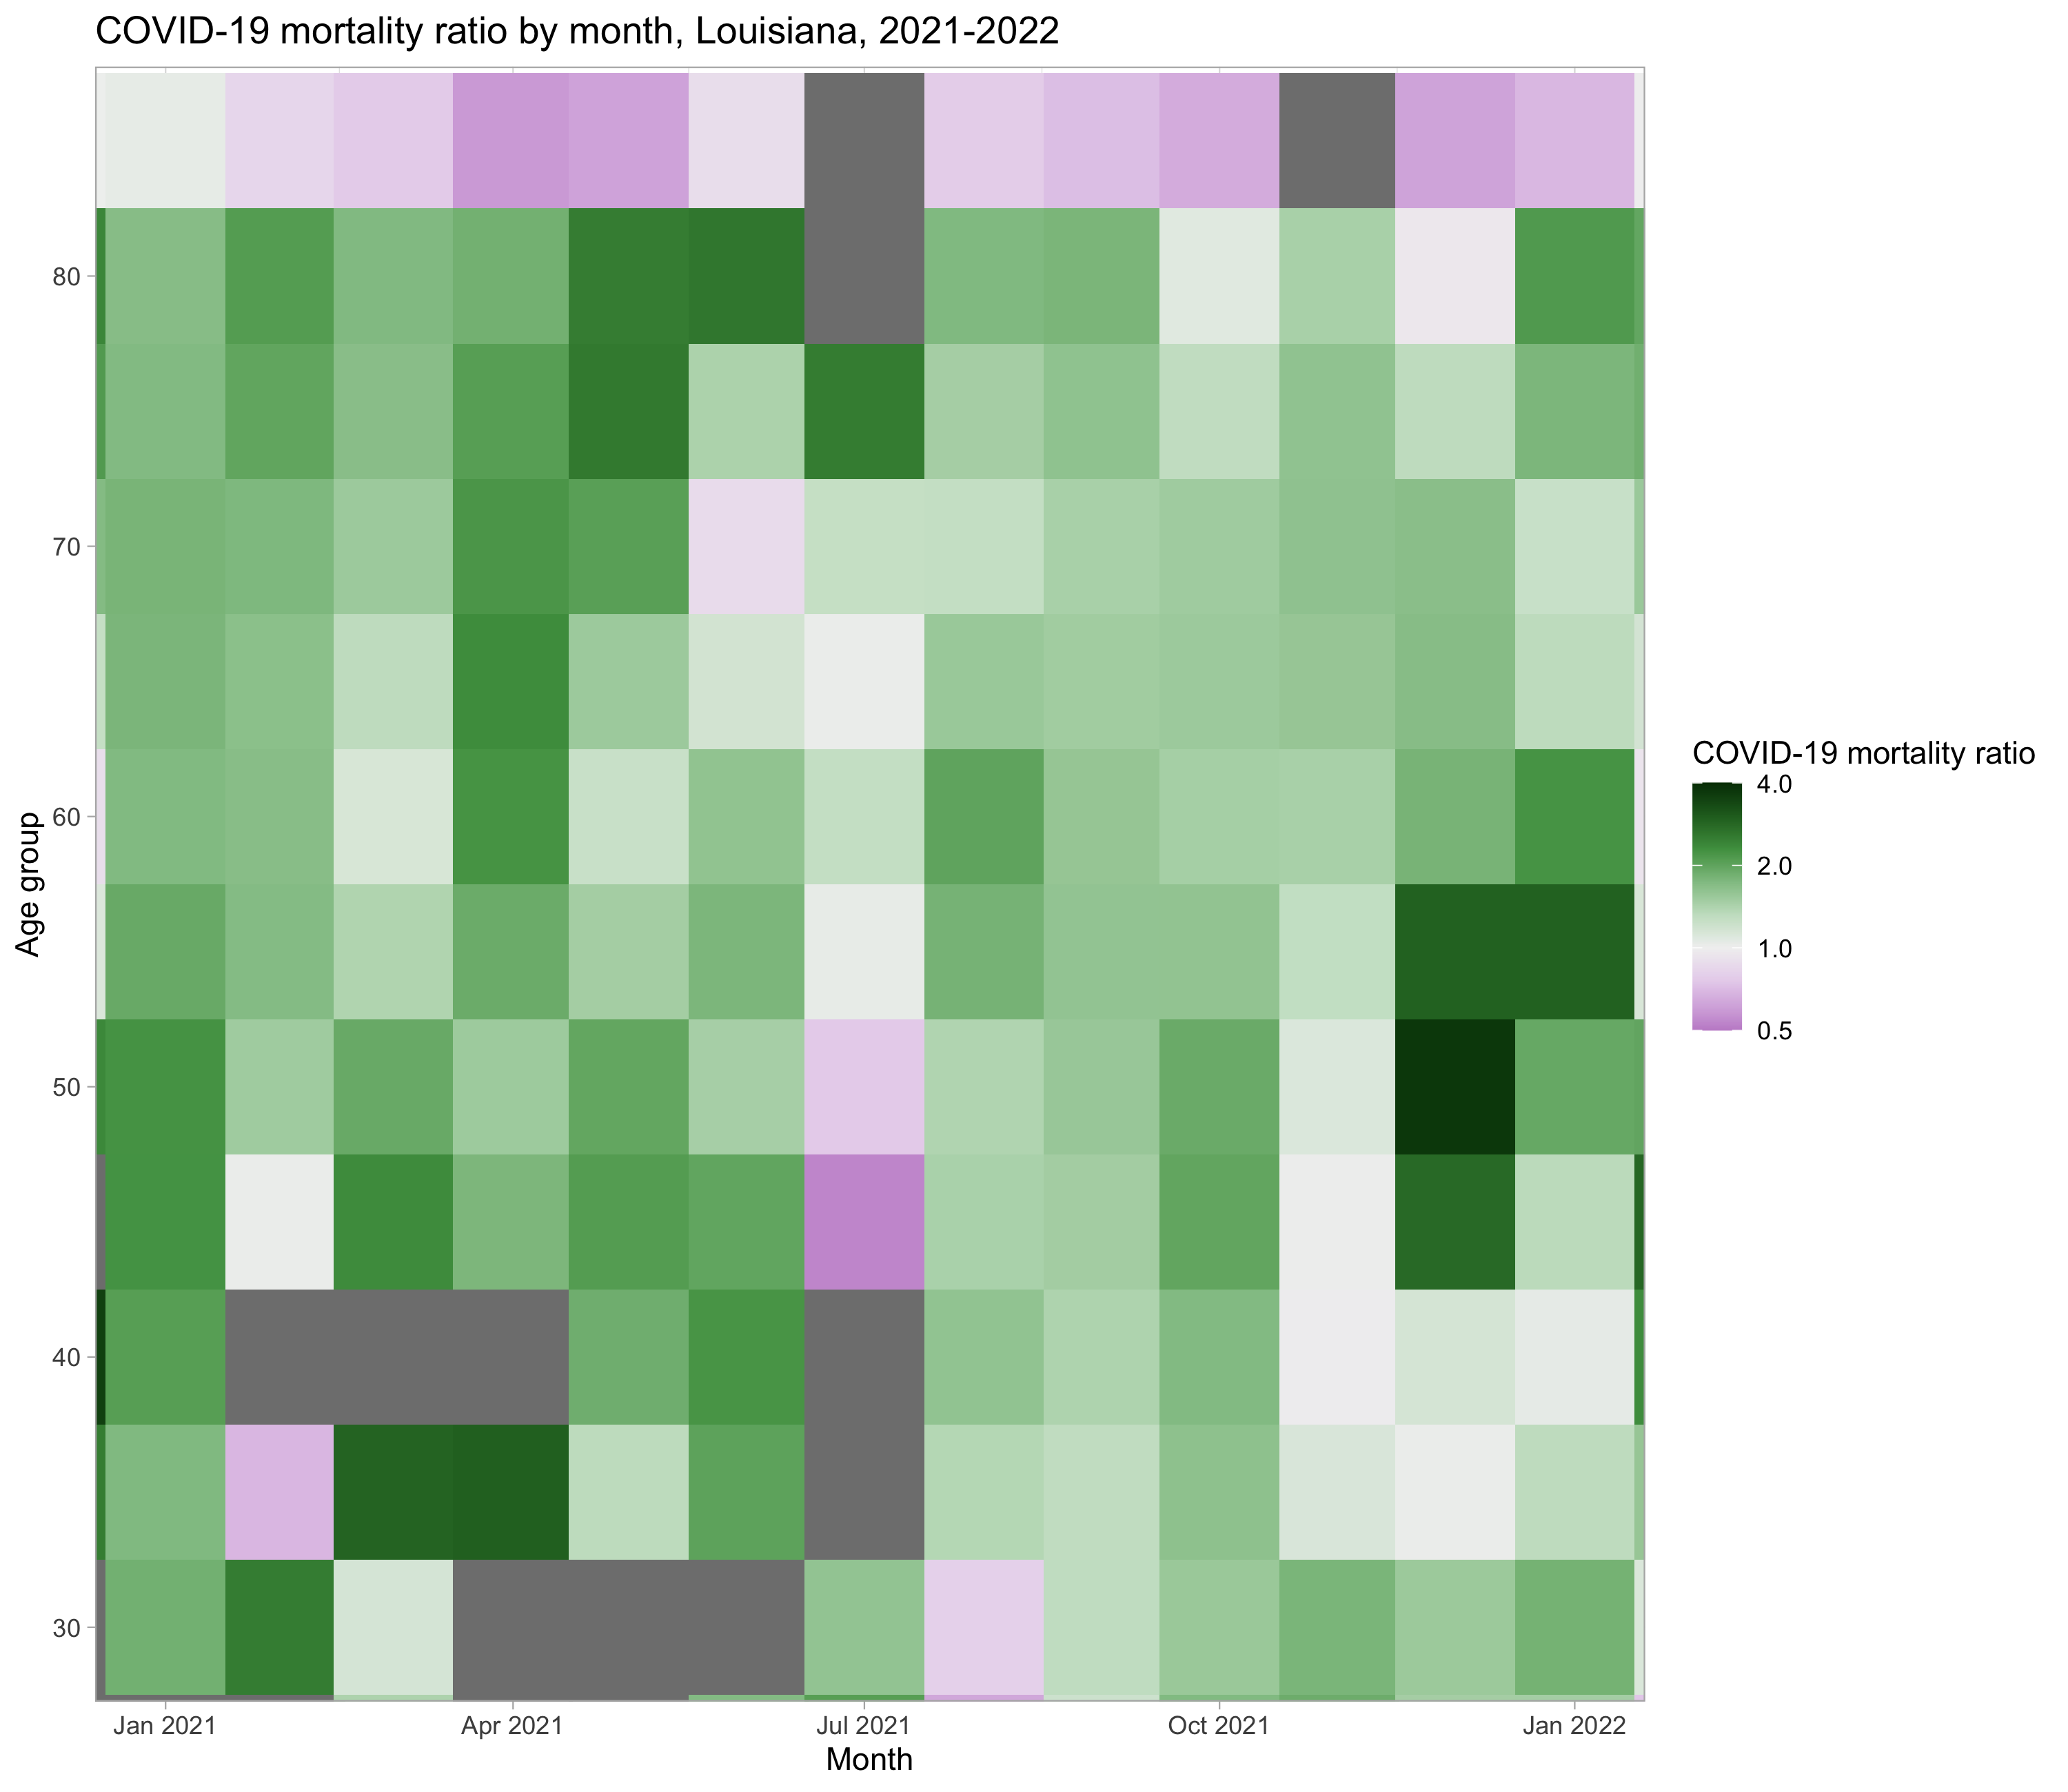 COVID-19 mortality ratio by month, Louisiana, 2021-2022
80
70
60
50
40
30
Age group
Jan 2021
Apr 2021
Jul 2021
Oct 2021
Jan 2022
Month
COVID-19 mortality ratio
4.0
2.0
1.0
0.5